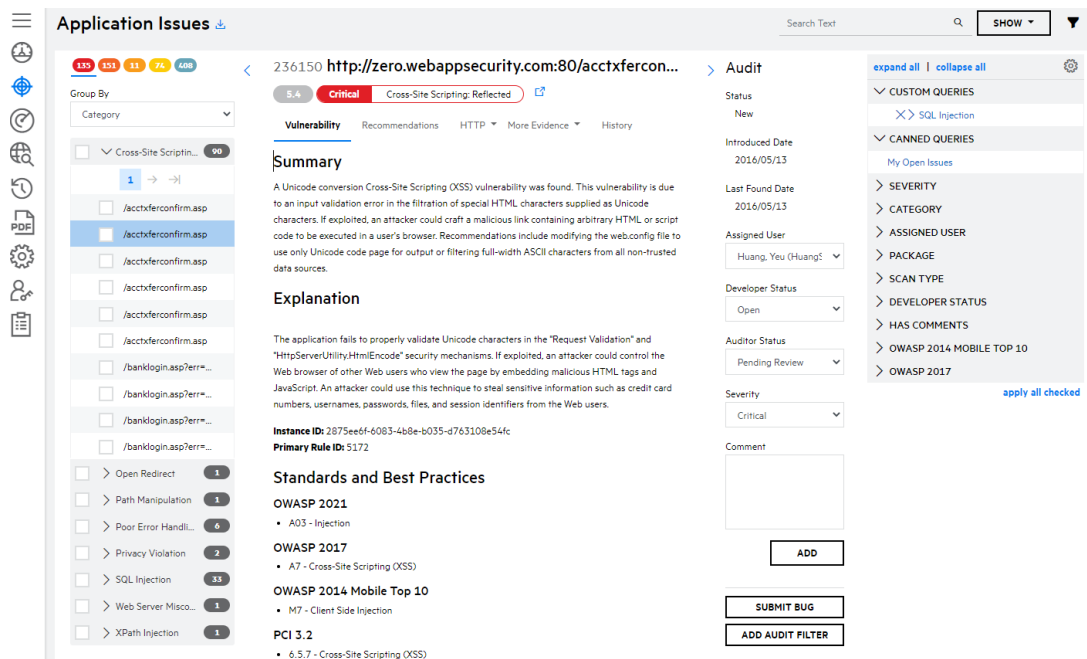 Application Issues
Search Text
SHOW
135 151 11 74 408
Group By
Category
Cross-Site Scriptin... 90
1
/acctxferconfirm.asp
/acctxferconfirm.asp
/acctxferconfirm.asp
/acctxferconfirm.asp
/acctxferconfirm.asp
/acctxferconfirm.asp
/banklogin.asp?err=...
/banklogin.asp?err=...
/banklogin.asp?err=...
/banklogin.asp?err=...
Open Redirect 1
Path Manipulation 1
Poor Error Handli... 6
Privacy Violation 2
SQL Injection 33
Web Server Misco... 1
XPath Injection 1
PDF
236150 http://zero.webappsecurity.com:80/acctxfercon...
5.4 Critical Cross-Site Scripting: Reflected
Vulnerability Recommendations HTTP More Evidence History
Summary
A Unicode conversion Cross-Site Scripting (XSS) vulnerability was found. This vulnerability is due
to an input validation error in the filtration of special HTML characters supplied as Unicode
characters. If exploited, an attacker could craft a malicious link containing arbitrary HTML or script
code to be executed in a user's browser. Recommendations include modifying the web.config file to
use only Unicode code page for output or filtering full-width ASCII characters from all non-trusted
data sources.
Explanation
The application fails to properly validate Unicode characters in the "Request Validation" and
"HttpServerUtility.HtmlEncode" security mechanisms. If exploited, an attacker could control the
Web browser of other Web users who view the page by embedding malicious HTML tags and
JavaScript. An attacker could use this technique to steal sensitive information such as credit card
numbers, usernames, passwords, files, and session identifiers from the Web users.
Instance ID: 2875ee6f-6083-4b8e-b035-d763108e54fc
Primary Rule ID: 5172
Standards and Best Practices
OWASP 2021
• A03 - Injection
OWASP 2017
• A7 - Cross-Site Scripting (XSS)
OWASP 2014 Mobile Top 10
• M7 - Client Side Injection
PCI 3.2
• 6.5.7 - Cross-Site Scripting (XSS)
Audit
Status
New
Introduced Date
2016/05/13
Last Found Date
2016/05/13
Assigned User
Huang, Yeu (HuangS
Developer Status
Open
Auditor Status
Pending Review
Severity
Critical
Comment
ADD
SUBMIT BUG
ADD AUDIT FILTER
expand all | collapse all
CUSTOM QUERIES
SQL Injection
CANNED QUERIES
My Open Issues
SEVERITY
CATEGORY
ASSIGNED USER
PACKAGE
SCAN TYPE
DEVELOPER STATUS
HAS COMMENTS
OWASP 2014 MOBILE TOP 10
OWASP 2017
apply all checked